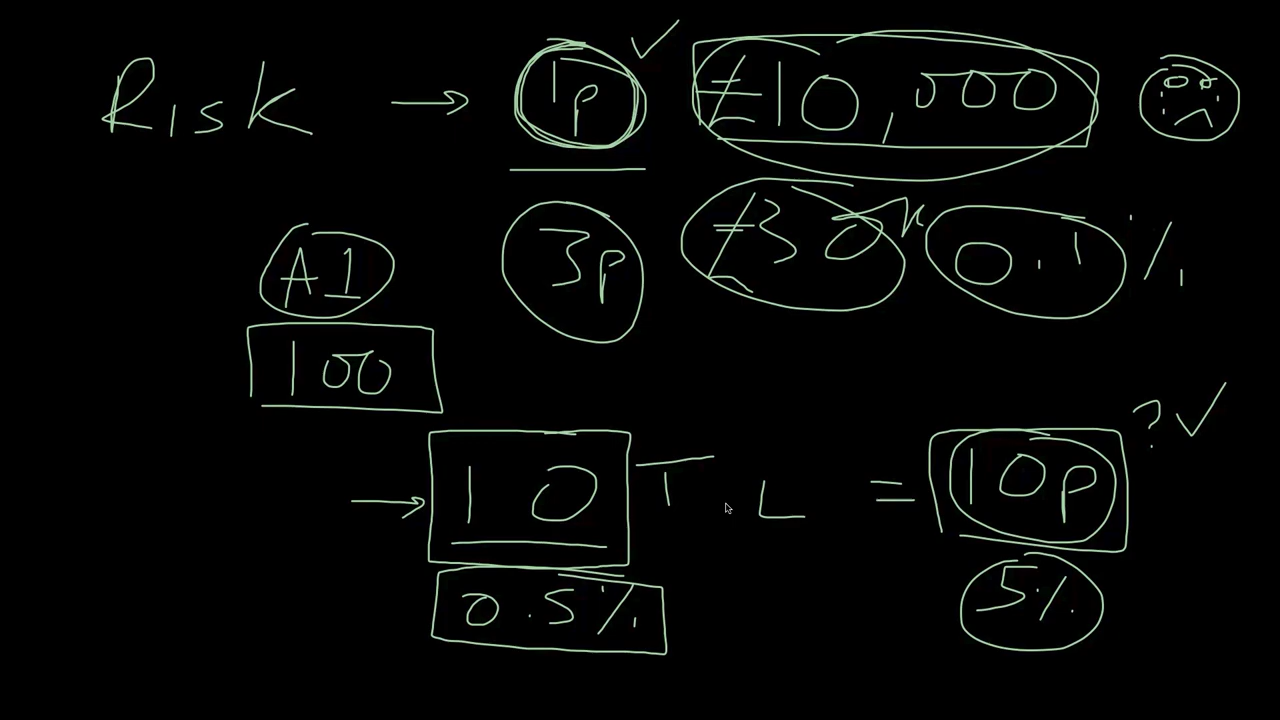 Risk → 1p ✓ £10,000
3p £30K 0.1%
A1
100
?✓
→ 10 T.L = 10p
0.5% 5%